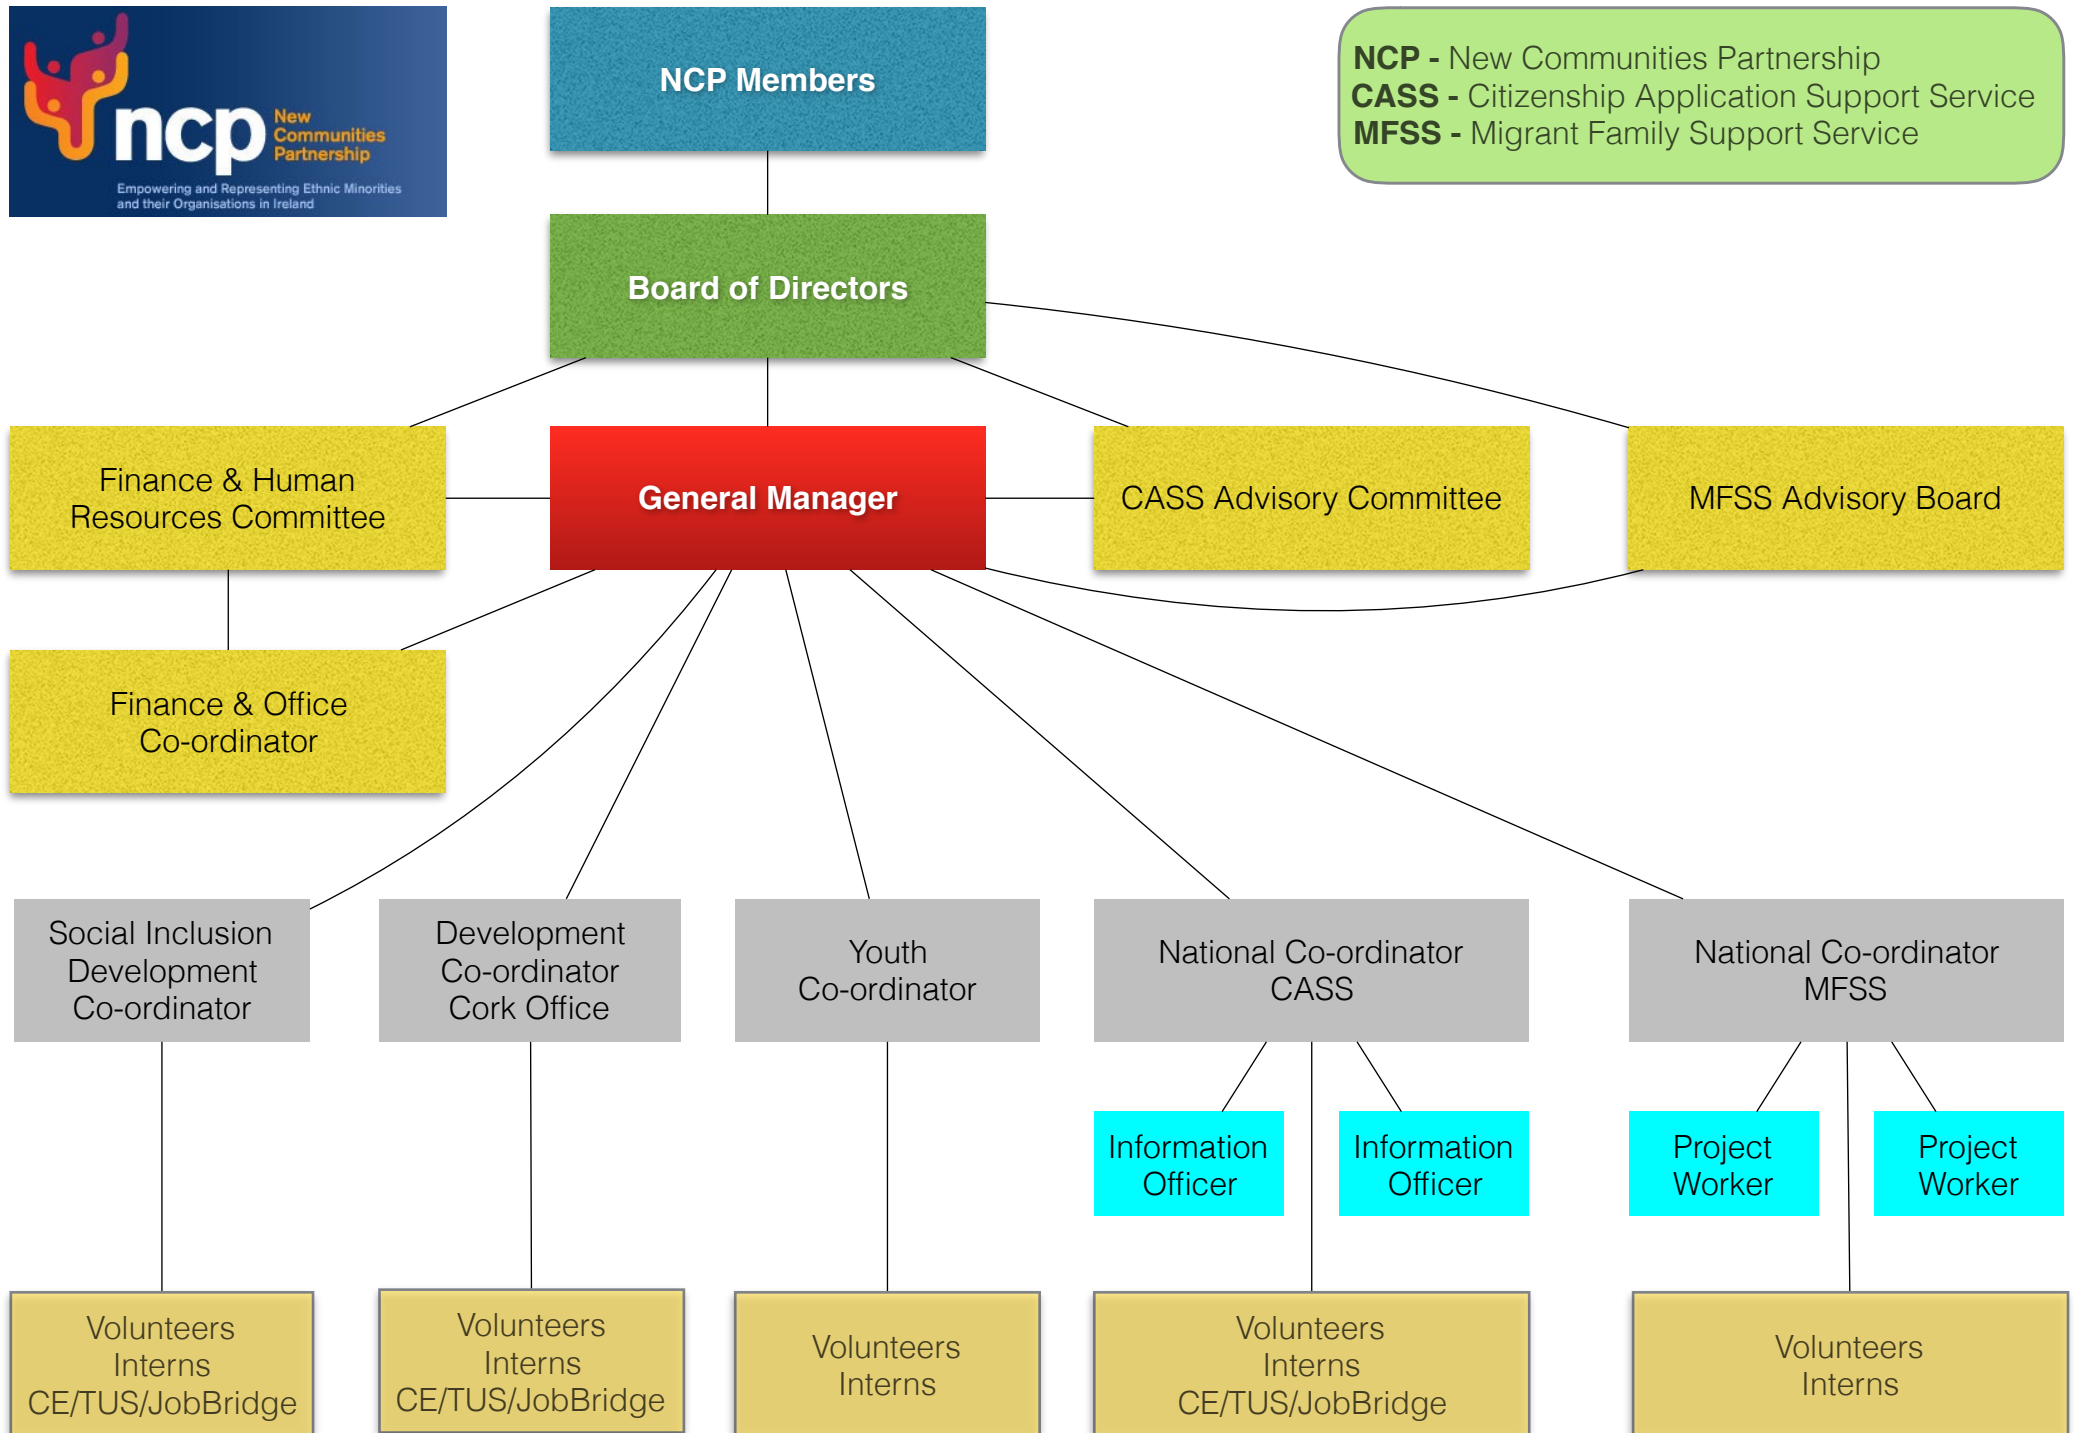 ncp
New
Communities
Partnership
Empowering and Representing Ethnic Minorities
and their Organisations in Ireland
NCP Members
NCP - New Communities Partnership
CASS - Citizenship Application Support Service
MFSS - Migrant Family Support Service
Board of Directors
Finance & Human
Resources Committee
General Manager
CASS Advisory Committee
MFSS Advisory Board
Finance & Office
Co-ordinator
Social Inclusion
Development
Co-ordinator
Development
Co-ordinator
Cork Office
Youth
Co-ordinator
National Co-ordinator
CASS
National Co-ordinator
MFSS
Information
Officer
Information
Officer
Project
Worker
Project
Worker
Volunteers
Interns
CE/TUS/JobBridge
Volunteers
Interns
CE/TUS/JobBridge
Volunteers
Interns
Volunteers
Interns
CE/TUS/JobBridge
Volunteers
Interns